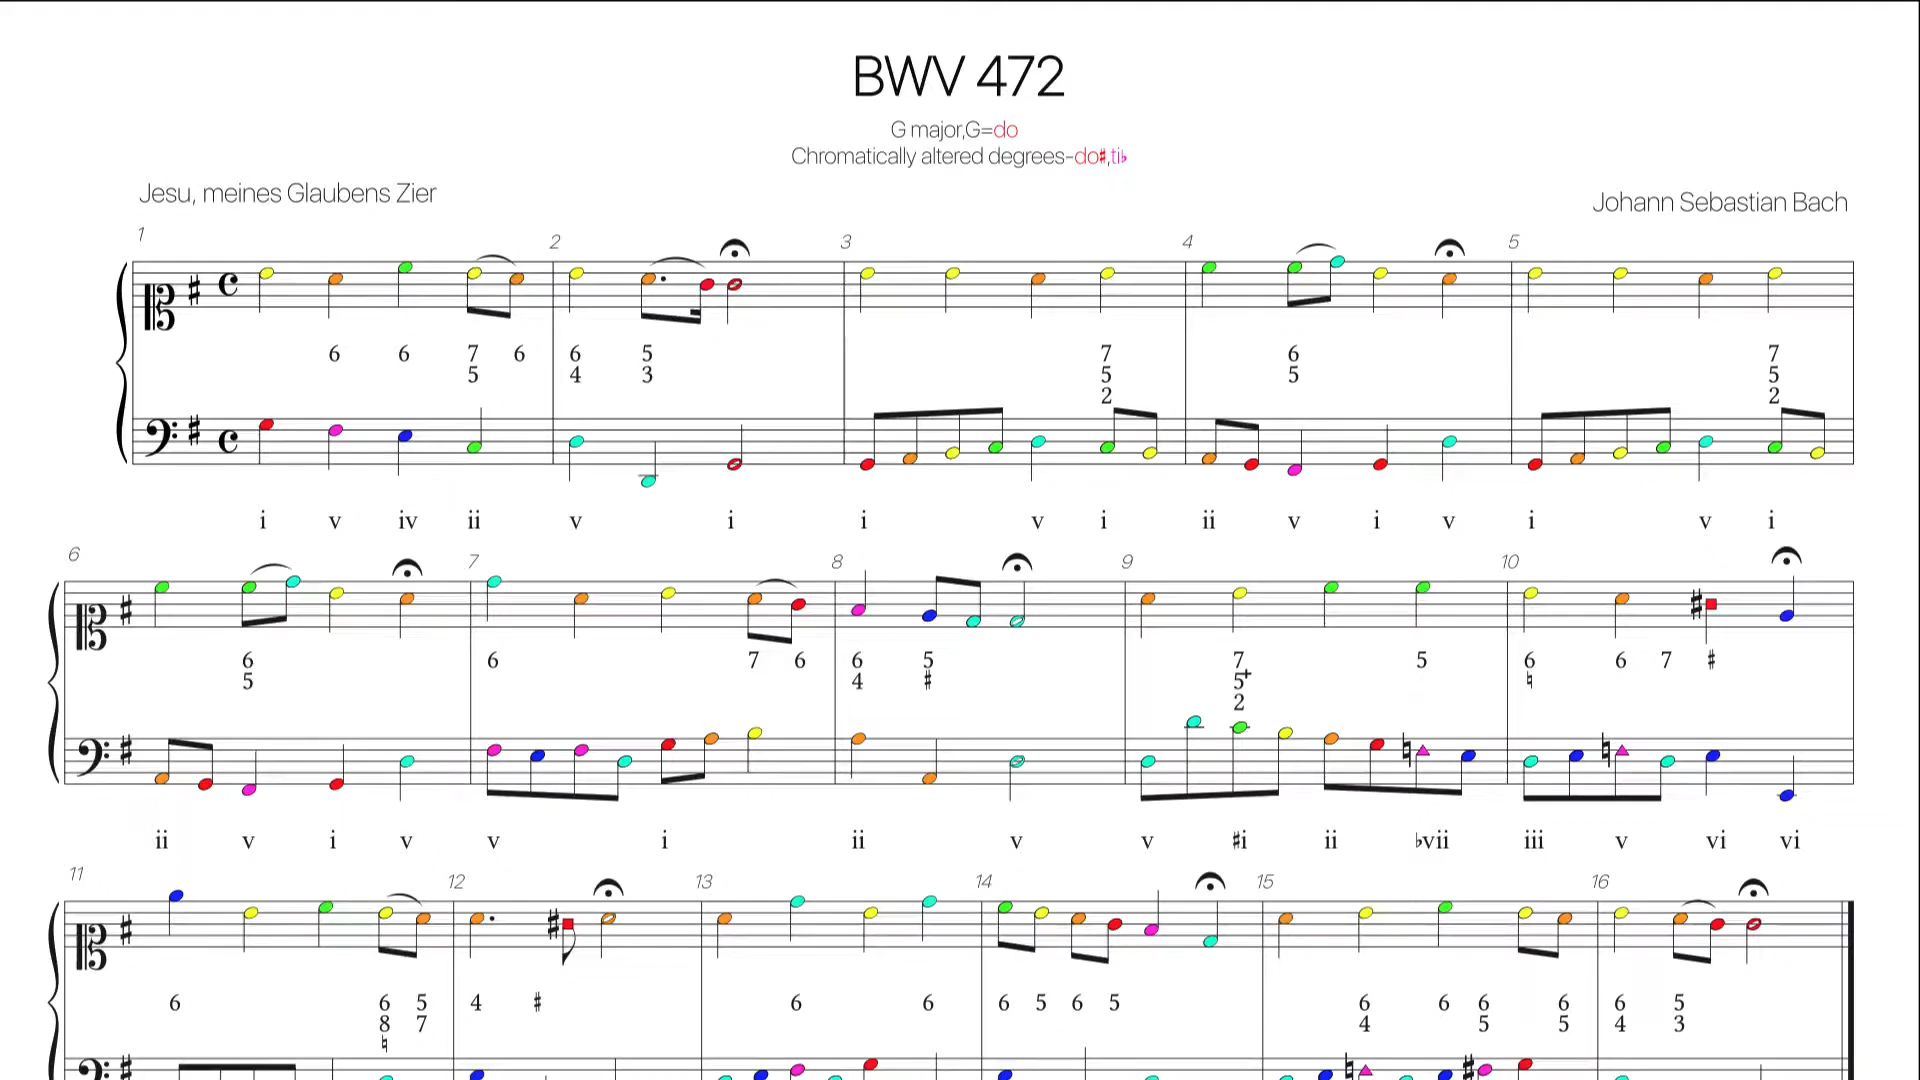 BWV 472
G major,G=do
Chromatically altered degrees-do♯,ti♭
Jesu, meines Glaubens Zier
Johann Sebastian Bach
1 2 3 4 5
6 6 7 6 6 5 7 6 7
5 4 3 5 5 5
2 2
i v iv ii v i i v i ii v i v i v i
6 7 8 9 10
6 6 7 6 6 5 7 5 6 6 7 ♯
5 4 ♯ 5+ ♮
2
ii v i v v i ii v v ♯i ii ♭vii iii v vi vi
11 12 13 14 15 16
6 6 5 4 ♯ 6 6 6 5 6 5 6 6 6 6 6 5
8 7 4 5 5 4 3
♮